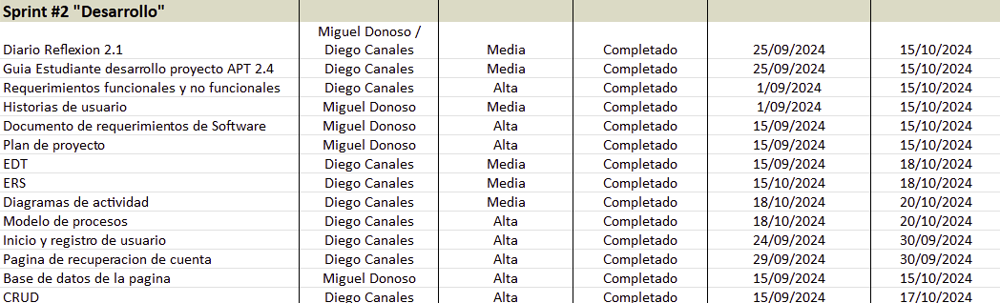 Sprint #2 "Desarrollo"
Miguel Donoso /
Diario Reflexion 2.1 Diego Canales Media Completado 25/09/2024 15/10/2024
Guia Estudiante desarrollo proyecto APT 2.4 Diego Canales Media Completado 25/09/2024 15/10/2024
Requerimientos funcionales y no funcionales Diego Canales Alta Completado 1/09/2024 15/10/2024
Historias de usuario Miguel Donoso Media Completado 1/09/2024 15/10/2024
Documento de requerimientos de Software Miguel Donoso Alta Completado 15/09/2024 15/10/2024
Plan de proyecto Miguel Donoso Alta Completado 15/09/2024 15/10/2024
EDT Diego Canales Media Completado 15/09/2024 18/10/2024
ERS Diego Canales Media Completado 15/10/2024 18/10/2024
Diagramas de actividad Diego Canales Media Completado 18/10/2024 20/10/2024
Modelo de procesos Diego Canales Alta Completado 18/10/2024 20/10/2024
Inicio y registro de usuario Diego Canales Alta Completado 24/09/2024 30/09/2024
Pagina de recuperacion de cuenta Diego Canales Alta Completado 29/09/2024 30/09/2024
Base de datos de la pagina Miguel Donoso Alta Completado 15/09/2024 15/10/2024
CRUD Diego Canales Alta Completado 15/09/2024 17/10/2024